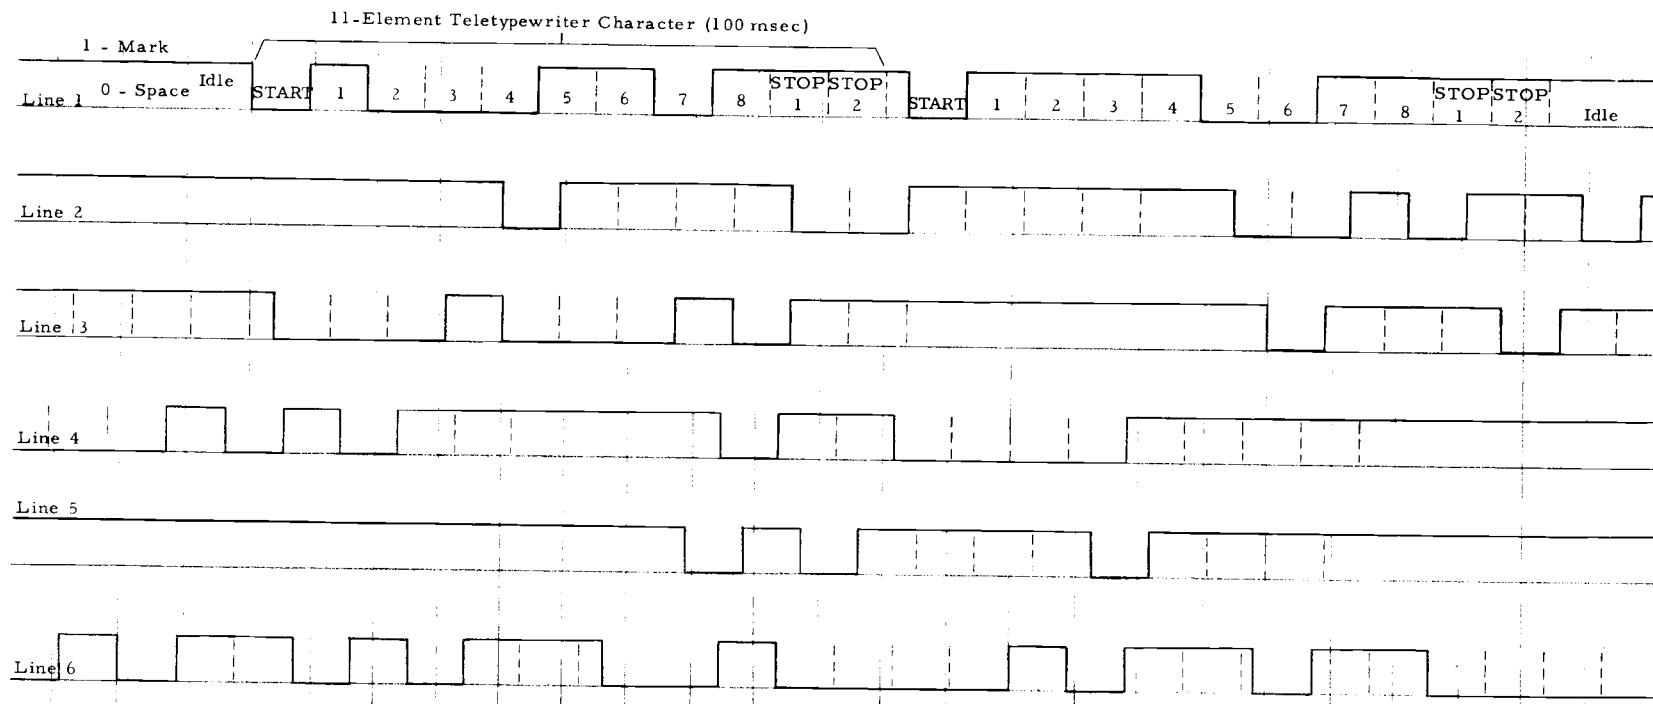 11-Element Teletypewriter Character (100 msec)
1 - Mark
Idle
0 - Space
Line 1
START 1 2 3 4 5 6 7 8 STOP 1 STOP 2 START 1 2 3 4 5 6 7 8 STOP 1 STOP 2 Idle
Line 2
Line 3
Line 4
Line 5
Line 6